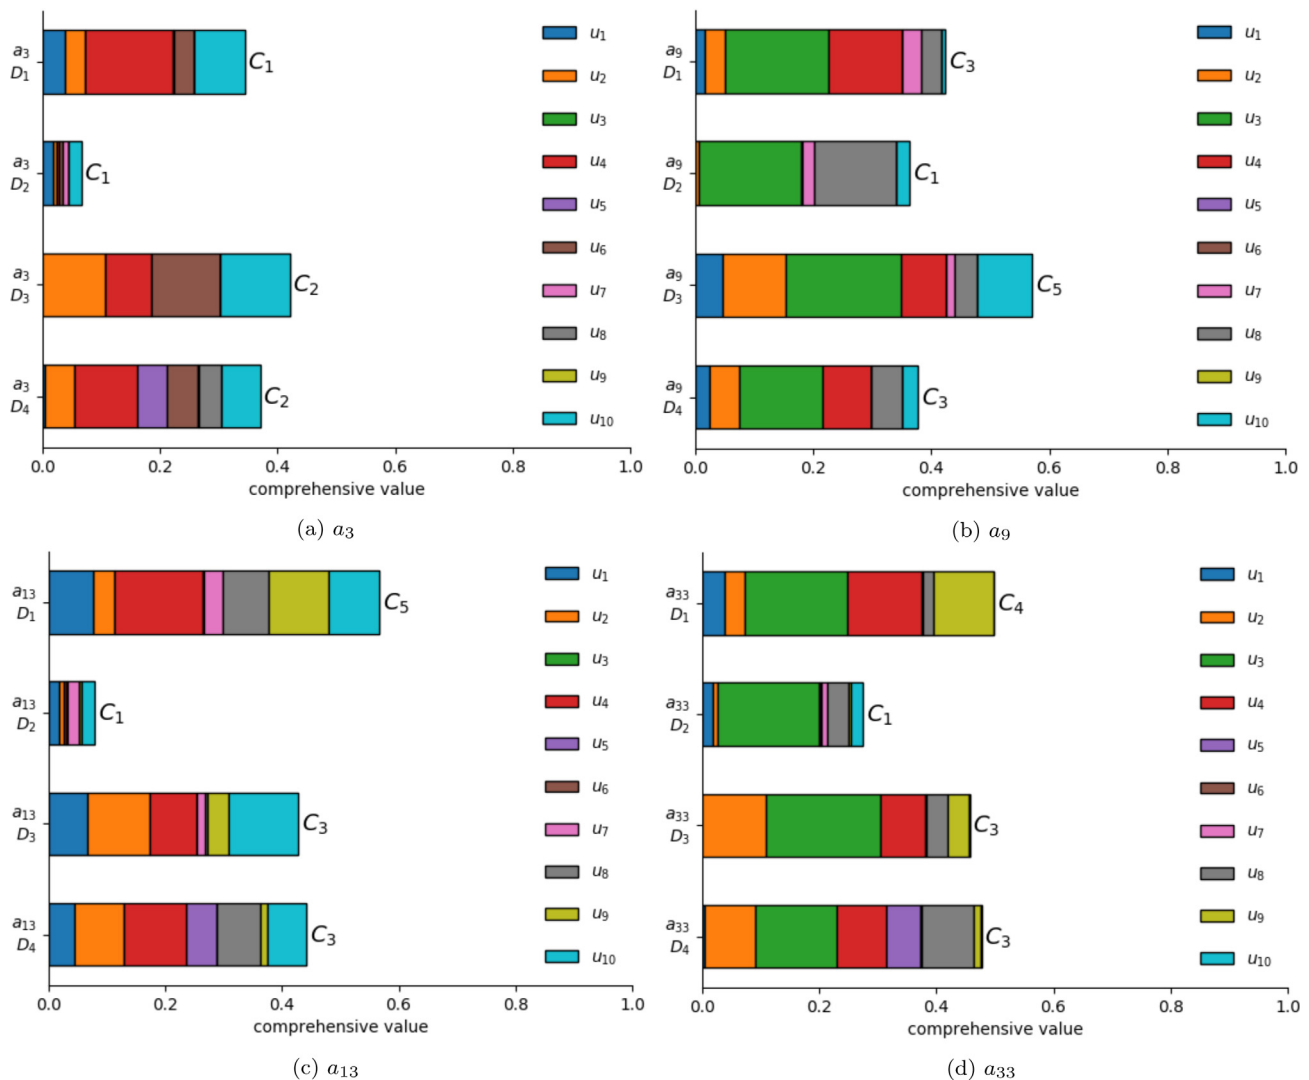 a3
D1
C1
a3
D2
C1
a3
D3
C2
a3
D4
C2
u1
u2
u3
u4
u5
u6
u7
u8
u9
u10
0.0 0.2 0.4 0.6 0.8 1.0
comprehensive value
(a) a3
a9
D1
C3
a9
D2
C1
a9
D3
C5
a9
D4
C3
u1
u2
u3
u4
u5
u6
u7
u8
u9
u10
0.0 0.2 0.4 0.6 0.8 1.0
comprehensive value
(b) a9
a13
D1
C5
a13
D2
C1
a13
D3
C3
a13
D4
C3
u1
u2
u3
u4
u5
u6
u7
u8
u9
u10
0.0 0.2 0.4 0.6 0.8 1.0
comprehensive value
(c) a13
a33
D1
C4
a33
D2
C1
a33
D3
C3
a33
D4
C3
u1
u2
u3
u4
u5
u6
u7
u8
u9
u10
0.0 0.2 0.4 0.6 0.8 1.0
comprehensive value
(d) a33